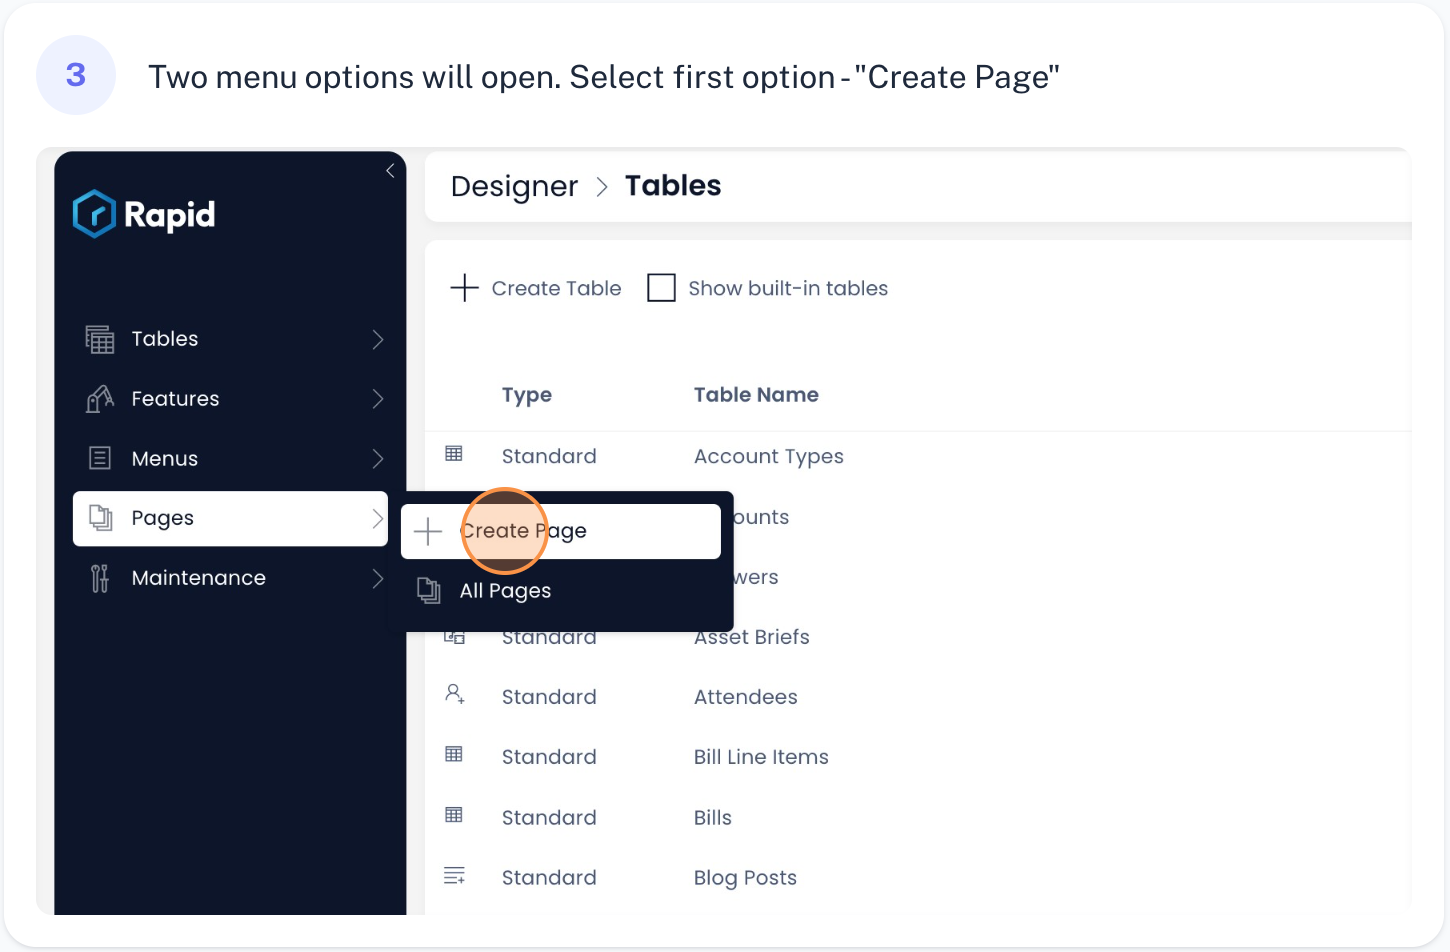 3
Two menu options will open. Select first option - "Create Page"
Rapid
Designer > Tables
Create Table Show built-in tables
Tables
Features
Menus
Pages
Maintenance
Create Page
All Pages
Type Table Name
Standard Account Types
ounts
wers
Standard Asset Briefs
Standard Attendees
Standard Bill Line Items
Standard Bills
Standard Blog Posts